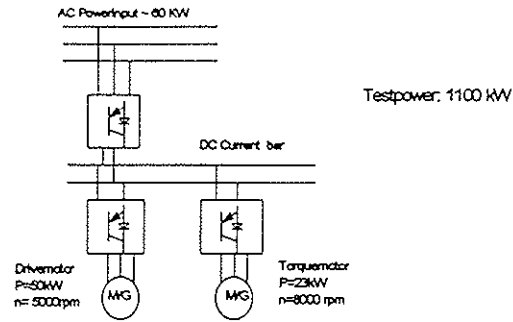 AC Powerinput ~ 60 KW
Testpower: 1100 kW
DC Current bar
Drivemotor
P=50kW
n= 5000rpm
M/G
Torquemotor
P=23kW
n=8000 rpm
M/G